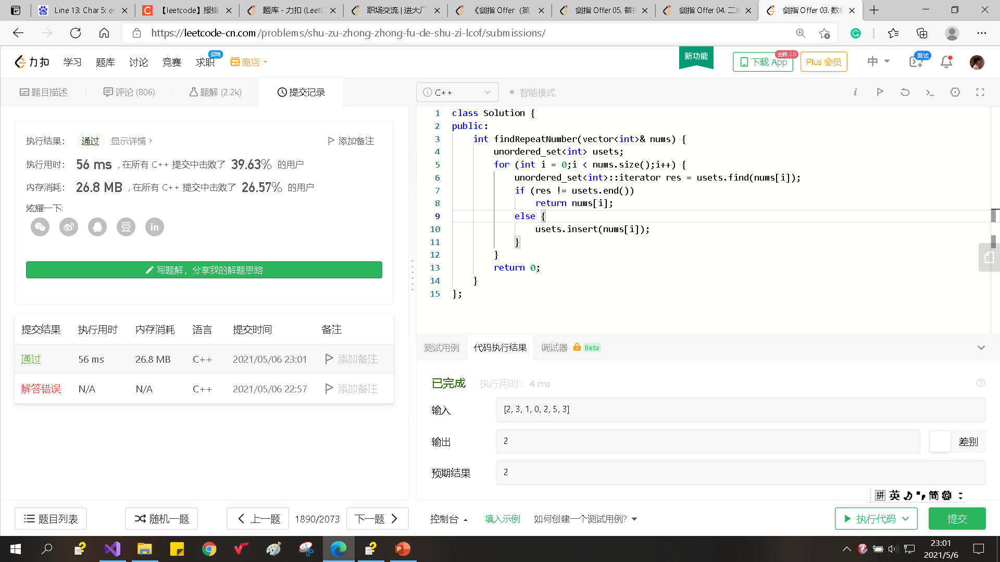 Line 13: Char 5: er
【leetcode】报错
题库 - 力扣 (LeetC
职场交流 | 进大厂
《剑指 Offer（第
剑指 Offer 05. 替
剑指 Offer 04. 二
剑指 Offer 03. 数
https://leetcode-cn.com/problems/shu-zu-zhong-zhong-fu-de-shu-zi-lcof/submissions/
力扣 学习 题库 讨论 竞赛 求职 招聘 商店 新功能 下载 App 全新 2.0 Plus 会员 中 面试
题目描述 评论 (806) 题解 (2.2k) 提交记录
C++ 智能模式
执行结果： 通过 显示详情 › 添加备注
执行用时： 56 ms , 在所有 C++ 提交中击败了 39.63% 的用户
内存消耗： 26.8 MB , 在所有 C++ 提交中击败了 26.57% 的用户
炫耀一下:
写题解，分享我的解题思路
提交结果 执行用时 内存消耗 语言 提交时间 备注
通过 56 ms 26.8 MB C++ 2021/05/06 23:01 添加备注
解答错误 N/A N/A C++ 2021/05/06 22:57 添加备注
1 class Solution {
2 public:
3     int findRepeatNumber(vector<int>& nums) {
4         unordered_set<int> usets;
5         for (int i = 0;i < nums.size();i++) {
6             unordered_set<int>::iterator res = usets.find(nums[i]);
7             if (res != usets.end())
8                 return nums[i];
9             else {
10                 usets.insert(nums[i]);
11             }
12         }
13         return 0;
14     }
15 };
测试用例 代码执行结果 调试器 Beta
已完成 执行用时：4 ms
输入 [2, 3, 1, 0, 2, 5, 3]
输出 2 差别
预期结果 2
拼 英 简
题目列表 随机一题 上一题 1890/2073 下一题 控制台 填入示例 如何创建一个测试用例? 执行代码 提交
23:01
2021/5/6